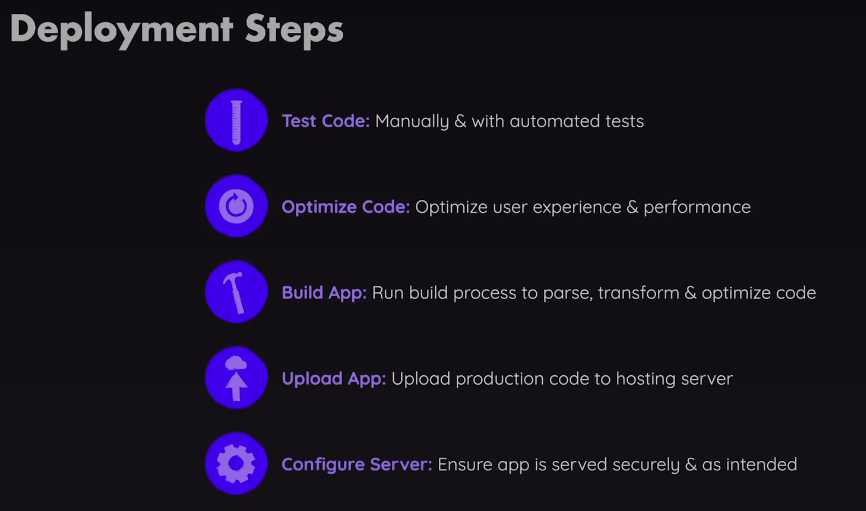 Deployment Steps
Test Code: Manually & with automated tests
Optimize Code: Optimize user experience & performance
Build App: Run build process to parse, transform & optimize code
Upload App: Upload production code to hosting server
Configure Server: Ensure app is served securely & as intended